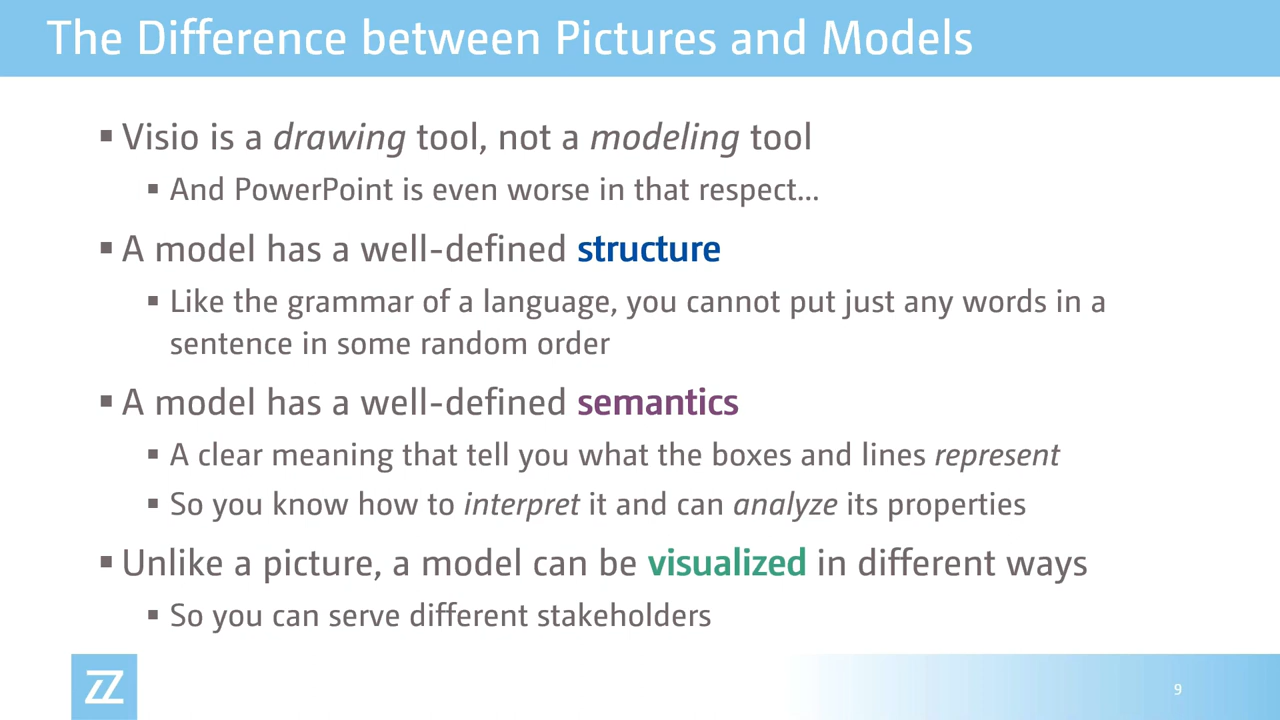 The Difference between Pictures and Models
▪ Visio is a drawing tool, not a modeling tool
▪ And PowerPoint is even worse in that respect...
▪ A model has a well-defined structure
▪ Like the grammar of a language, you cannot put just any words in a
sentence in some random order
▪ A model has a well-defined semantics
▪ A clear meaning that tell you what the boxes and lines represent
▪ So you know how to interpret it and can analyze its properties
▪ Unlike a picture, a model can be visualized in different ways
▪ So you can serve different stakeholders
ZZ
9